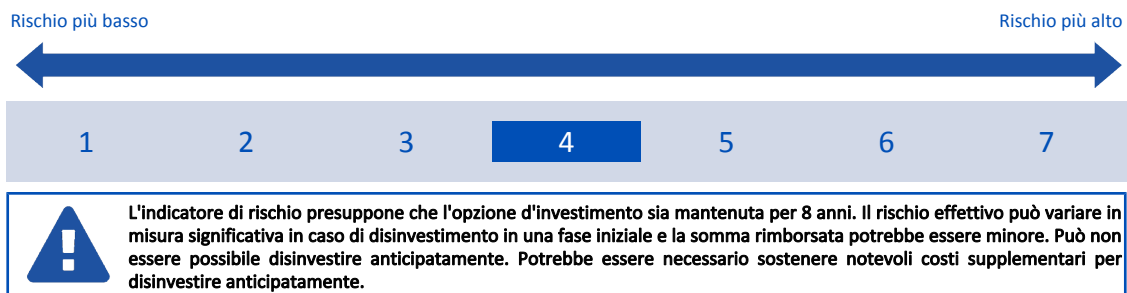 Rischio più basso Rischio più alto
1 2 3 4 5 6 7
L'indicatore di rischio presuppone che l'opzione d'investimento sia mantenuta per 8 anni. Il rischio effettivo può variare in
misura significativa in caso di disinvestimento in una fase iniziale e la somma rimborsata potrebbe essere minore. Può non
essere possibile disinvestire anticipatamente. Potrebbe essere necessario sostenere notevoli costi supplementari per
disinvestire anticipatamente.